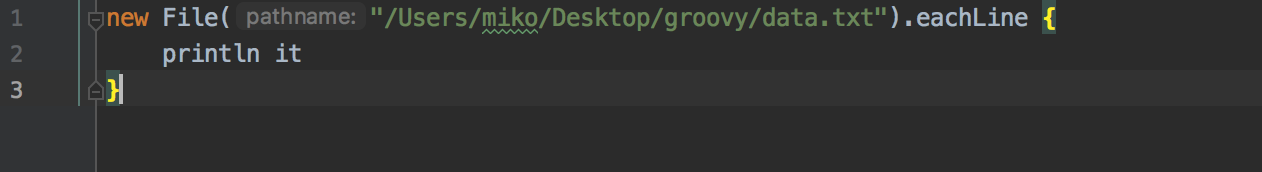 1 new File( pathname: "/Users/miko/Desktop/groovy/data.txt").eachLine {
2     println it
3 }